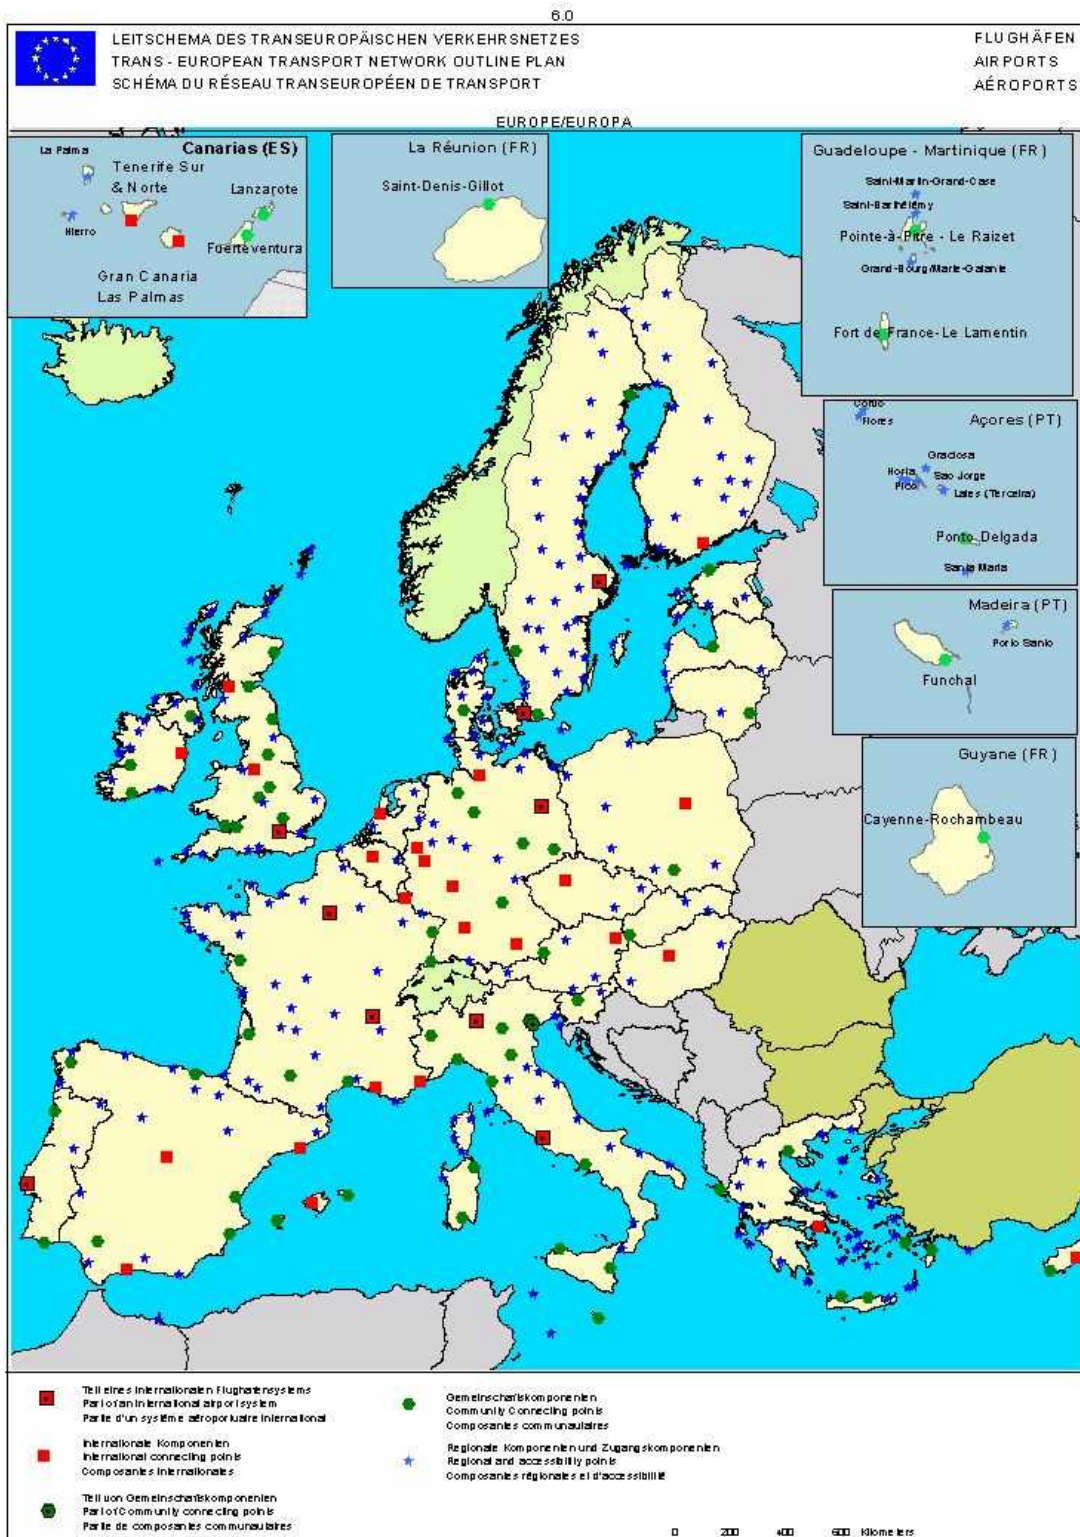 6.0
LEITSCHEMA DES TRANSEUROPÄISCHEN VERKEHRSNETZES
TRANS - EUROPEAN TRANSPORT NETWORK OUTLINE PLAN
SCHÉMA DU RÉSEAU TRANSEUROPÉEN DE TRANSPORT
FLUGHÄFEN
AIRPORTS
AÉROPORTS
EUROPE/EUROPA
Canarias (ES)
La Palma
Tenerife Sur
& Norte
Lanzarote
Hierro
Fuerteventura
Gran Canaria
Las Palmas
La Réunion (FR)
Saint-Denis-Gillot
Guadeloupe - Martinique (FR)
Saint-Martin-Grand-Case
Saint-Barthélémy
Pointe-à-Pitre - Le Raizet
Grand-Bourg/Marie-Galante
Fort de France- Le Lamentin
Corvo
Flores
Açores (PT)
Graciosa
Horta
Sao Jorge
Pico
Lajes (Terceira)
Ponto Delgada
Santa Maria
Madeira (PT)
Porto Santo
Funchal
Guyane (FR)
Cayenne-Rochambeau
Teil eines Internationalen Flughafensystems
Part of an International airport system
Partie d'un système aéroportuaire international
Internationale Komponenten
International connecting points
Composantes internationales
Teil von Gemeinschaftskomponenten
Part of Community connecting points
Partie de composantes communautaires
Gemeinschaftskomponenten
Community Connecting points
Composantes communautaires
Regionale Komponenten und Zugangskomponenten
Regional and accessibility points
Composantes régionales et d'accessibilité
0 200 400 600 Kilometers